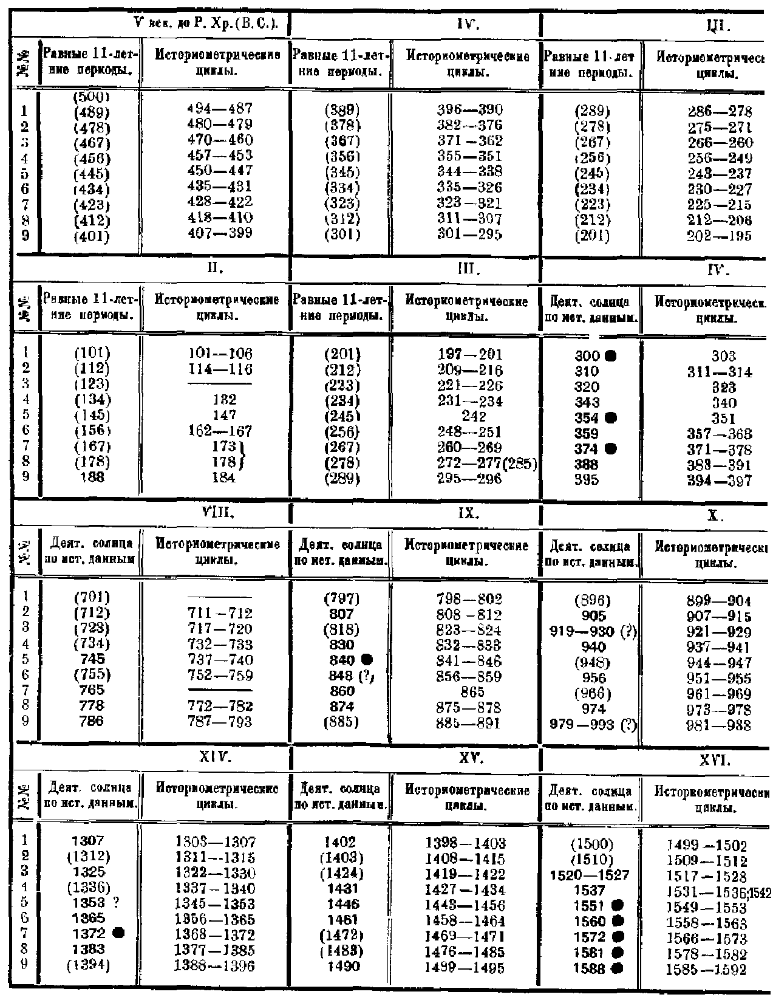 V век. до Р. Хр. (B. C.). IV. III.
№№ Равные 11-лет- Историометрические Равные 11-лет- Историометрические Равные 11-лет Историометричес
ние периоды. циклы. ние периоды. циклы. ние периоды. циклы.
(500)
1 (489) 494—487 (389) 396—390 (289) 286—278
2 (478) 480—479 (378) 382—376 (278) 275—271
3 (467) 470—460 (367) 371—362 (267) 266—260
4 (456) 457—453 (356) 355—351 (256) 256—249
5 (445) 450—447 (345) 344—338 (245) 243—237
6 (434) 435—431 (334) 335—326 (234) 230—227
7 (423) 428—422 (323) 323—321 (223) 225—215
8 (412) 418—410 (312) 311—307 (212) 212—206
9 (401) 407—399 (301) 301—295 (201) 202—195
II. III. IV.
№№ Равные 11-лет- Историометрические Равные 11-лет- Историометрические Деят. солнца Историометрическ
ние периоды. циклы. ние периоды. циклы. по ист. данным. циклы.
1 (101) 101—106 (201) 197—201 300 ● 303
2 (112) 114—116 (212) 209—216 310 311—314
3 (123) ——— (223) 221—226 320 323
4 (134) 132 (234) 231—234 343 340
5 (145) 147 (245) 242 354 ● 351
6 (156) 162—167 (256) 248—251 359 357—368
7 (167) 173} (267) 260—269 374 ● 371—378
8 (178) 178} (278) 272—277(285) 388 383—391
9 188 184 (289) 295—296 395 394—397
VIII. IX. X.
№№ Деят. солнца Историометрические Деят. солнца Историометрические Деят. солнца Историометрическ
по ист. данным циклы. по ист. данным. циклы. по ист. данным. циклы.
1 (701) ——— (797) 798—802 (896) 899—904
2 (712) 711—712 807 808—812 905 907—915
3 (723) 717—720 (818) 823—824 919—930 (?) 921—929
4 (734) 732—733 830 832—833 940 937—941
5 745 737—740 840 ● 841—846 (948) 944—947
6 (755) 752—759 848 (?) 856—859 956 951—955
7 765 ——— 860 865 (966) 961—969
8 778 772—782 874 875—878 974 973—978
9 786 787—793 (885) 885—891 979—993 (?) 981—988
XIV. XV. XVI.
№№ Деят. солнца Историометрические Деят. солнца Историометрические Деят. солнца Историометрически
по ист. данным. циклы. по ист. данным. циклы. по ист. данным. циклы.
1 1307 1303—1307 1402 1398—1403 (1500) 1499—1502
2 (1312) 1311—1315 (1403) 1408—1415 (1510) 1509—1512
3 1325 1322—1330 (1424) 1419—1422 1520—1527 1517—1528
4 (1336) 1337—1340 1431 1427—1434 1537 1531—1536;1542
5 1353 ? 1345—1353 1446 1443—1456 1551 ● 1549—1553
6 1365 1356—1365 1461 1458—1464 1560 ● 1558—1563
7 1372 ● 1368—1372 (1472) 1469—1471 1572 ● 1566—1573
8 1383 1377—1385 (1483) 1476—1485 1581 ● 1578—1582
9 (1394) 1388—1396 1490 1489—1495 1588 ● 1585—1592